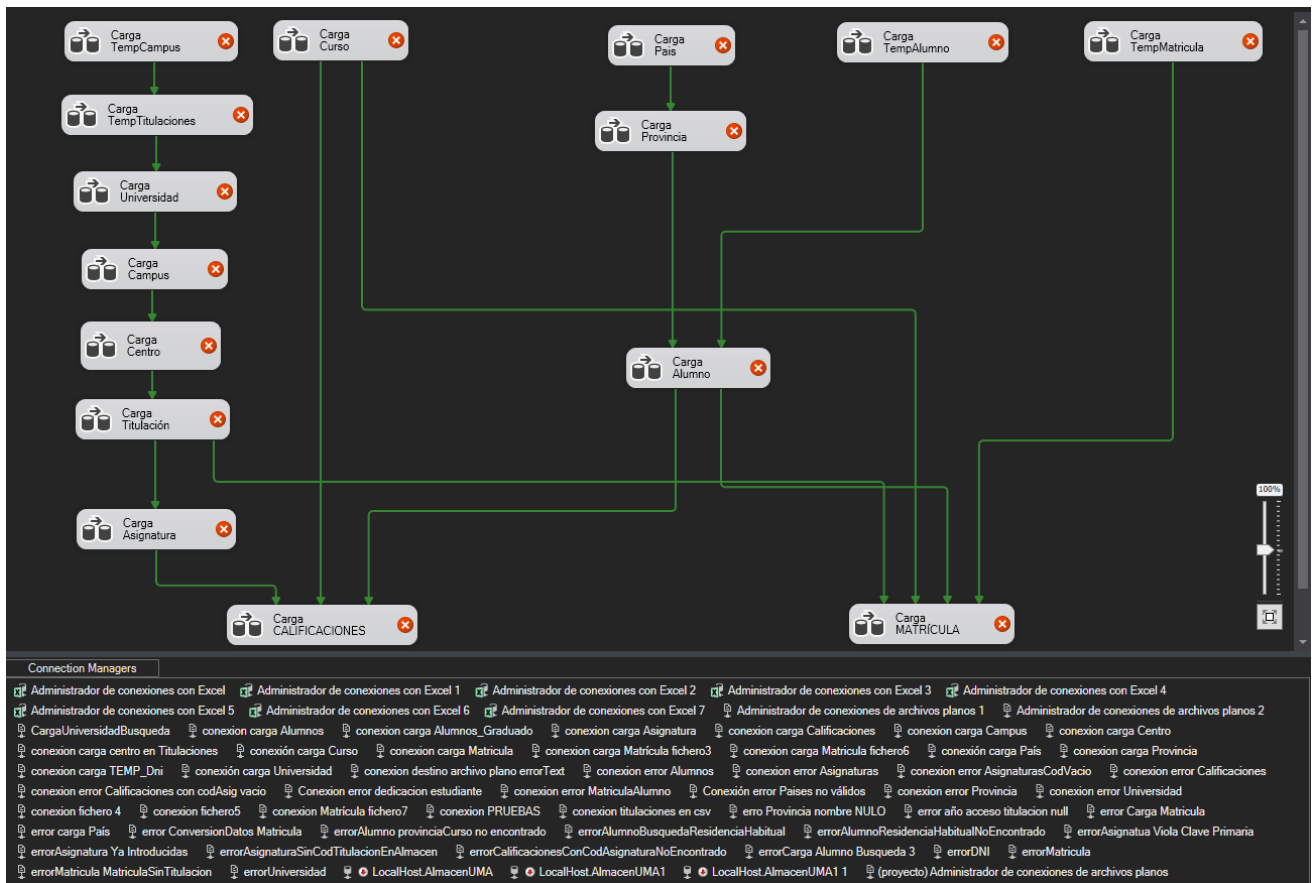 Carga
TempCampus
Carga
Curso
Carga
Pais
Carga
TempAlumno
Carga
TempMatricula
Carga
TempTitulaciones
Carga
Provincia
Carga
Universidad
Carga
Campus
Carga
Centro
Carga
Alumno
Carga
Titulación
100%
Carga
Asignatura
Carga
CALIFICACIONES
Carga
MATRÍCULA
Connection Managers
Administrador de conexiones con Excel Administrador de conexiones con Excel 1 Administrador de conexiones con Excel 2 Administrador de conexiones con Excel 3 Administrador de conexiones con Excel 4
Administrador de conexiones con Excel 5 Administrador de conexiones con Excel 6 Administrador de conexiones con Excel 7 Administrador de conexiones de archivos planos 1 Administrador de conexiones de archivos planos 2
CargaUniversidadBusqueda conexion carga Alumnos conexion carga Alumnos_Graduado conexion carga Asignatura conexion carga Calificaciones conexion carga Campus conexion carga Centro
conexion carga centro en Titulaciones conexión carga Curso conexion carga Matricula conexion carga Matrícula fichero3 conexion carga Matricula fichero6 conexión carga País conexion carga Provincia
conexion carga TEMP_Dni conexión carga Universidad conexion destino archivo plano errorText conexion error Alumnos conexion error Asignaturas conexion error AsignaturasCodVacio conexion error Calificaciones
conexion error Calificaciones con codAsig vacio Conexion error dedicacion estudiante conexion error MatriculaAlumno Conexión error Paises no válidos conexion error Provincia conexion error Universidad
conexion fichero 4 conexion fichero5 conexion Matrícula fichero7 conexion PRUEBAS conexion titulaciones en csv erro Provincia nombre NULO error año acceso titulacion null error Carga Matricula
error carga País error ConversionDatos Matricula errorAlumno provinciaCurso no encontrado errorAlumnoBusquedaResidenciaHabitual errorAlumnoResidenciaHabitualNoEncontrado errorAsignatua Viola Clave Primaria
errorAsignatura Ya Introducidas errorAsignaturaSinCodTitulacionEnAlmacen errorCalificacionesConCodAsignaturaNoEncontrado errorCarga Alumno Busqueda 3 errorDNI errorMatricula
errorMatricula MatriculaSinTitulacion errorUniversidad LocalHost.AlmacenUMA LocalHost.AlmacenUMA1 LocalHost.AlmacenUMA1 1 (proyecto) Administrador de conexiones de archivos planos